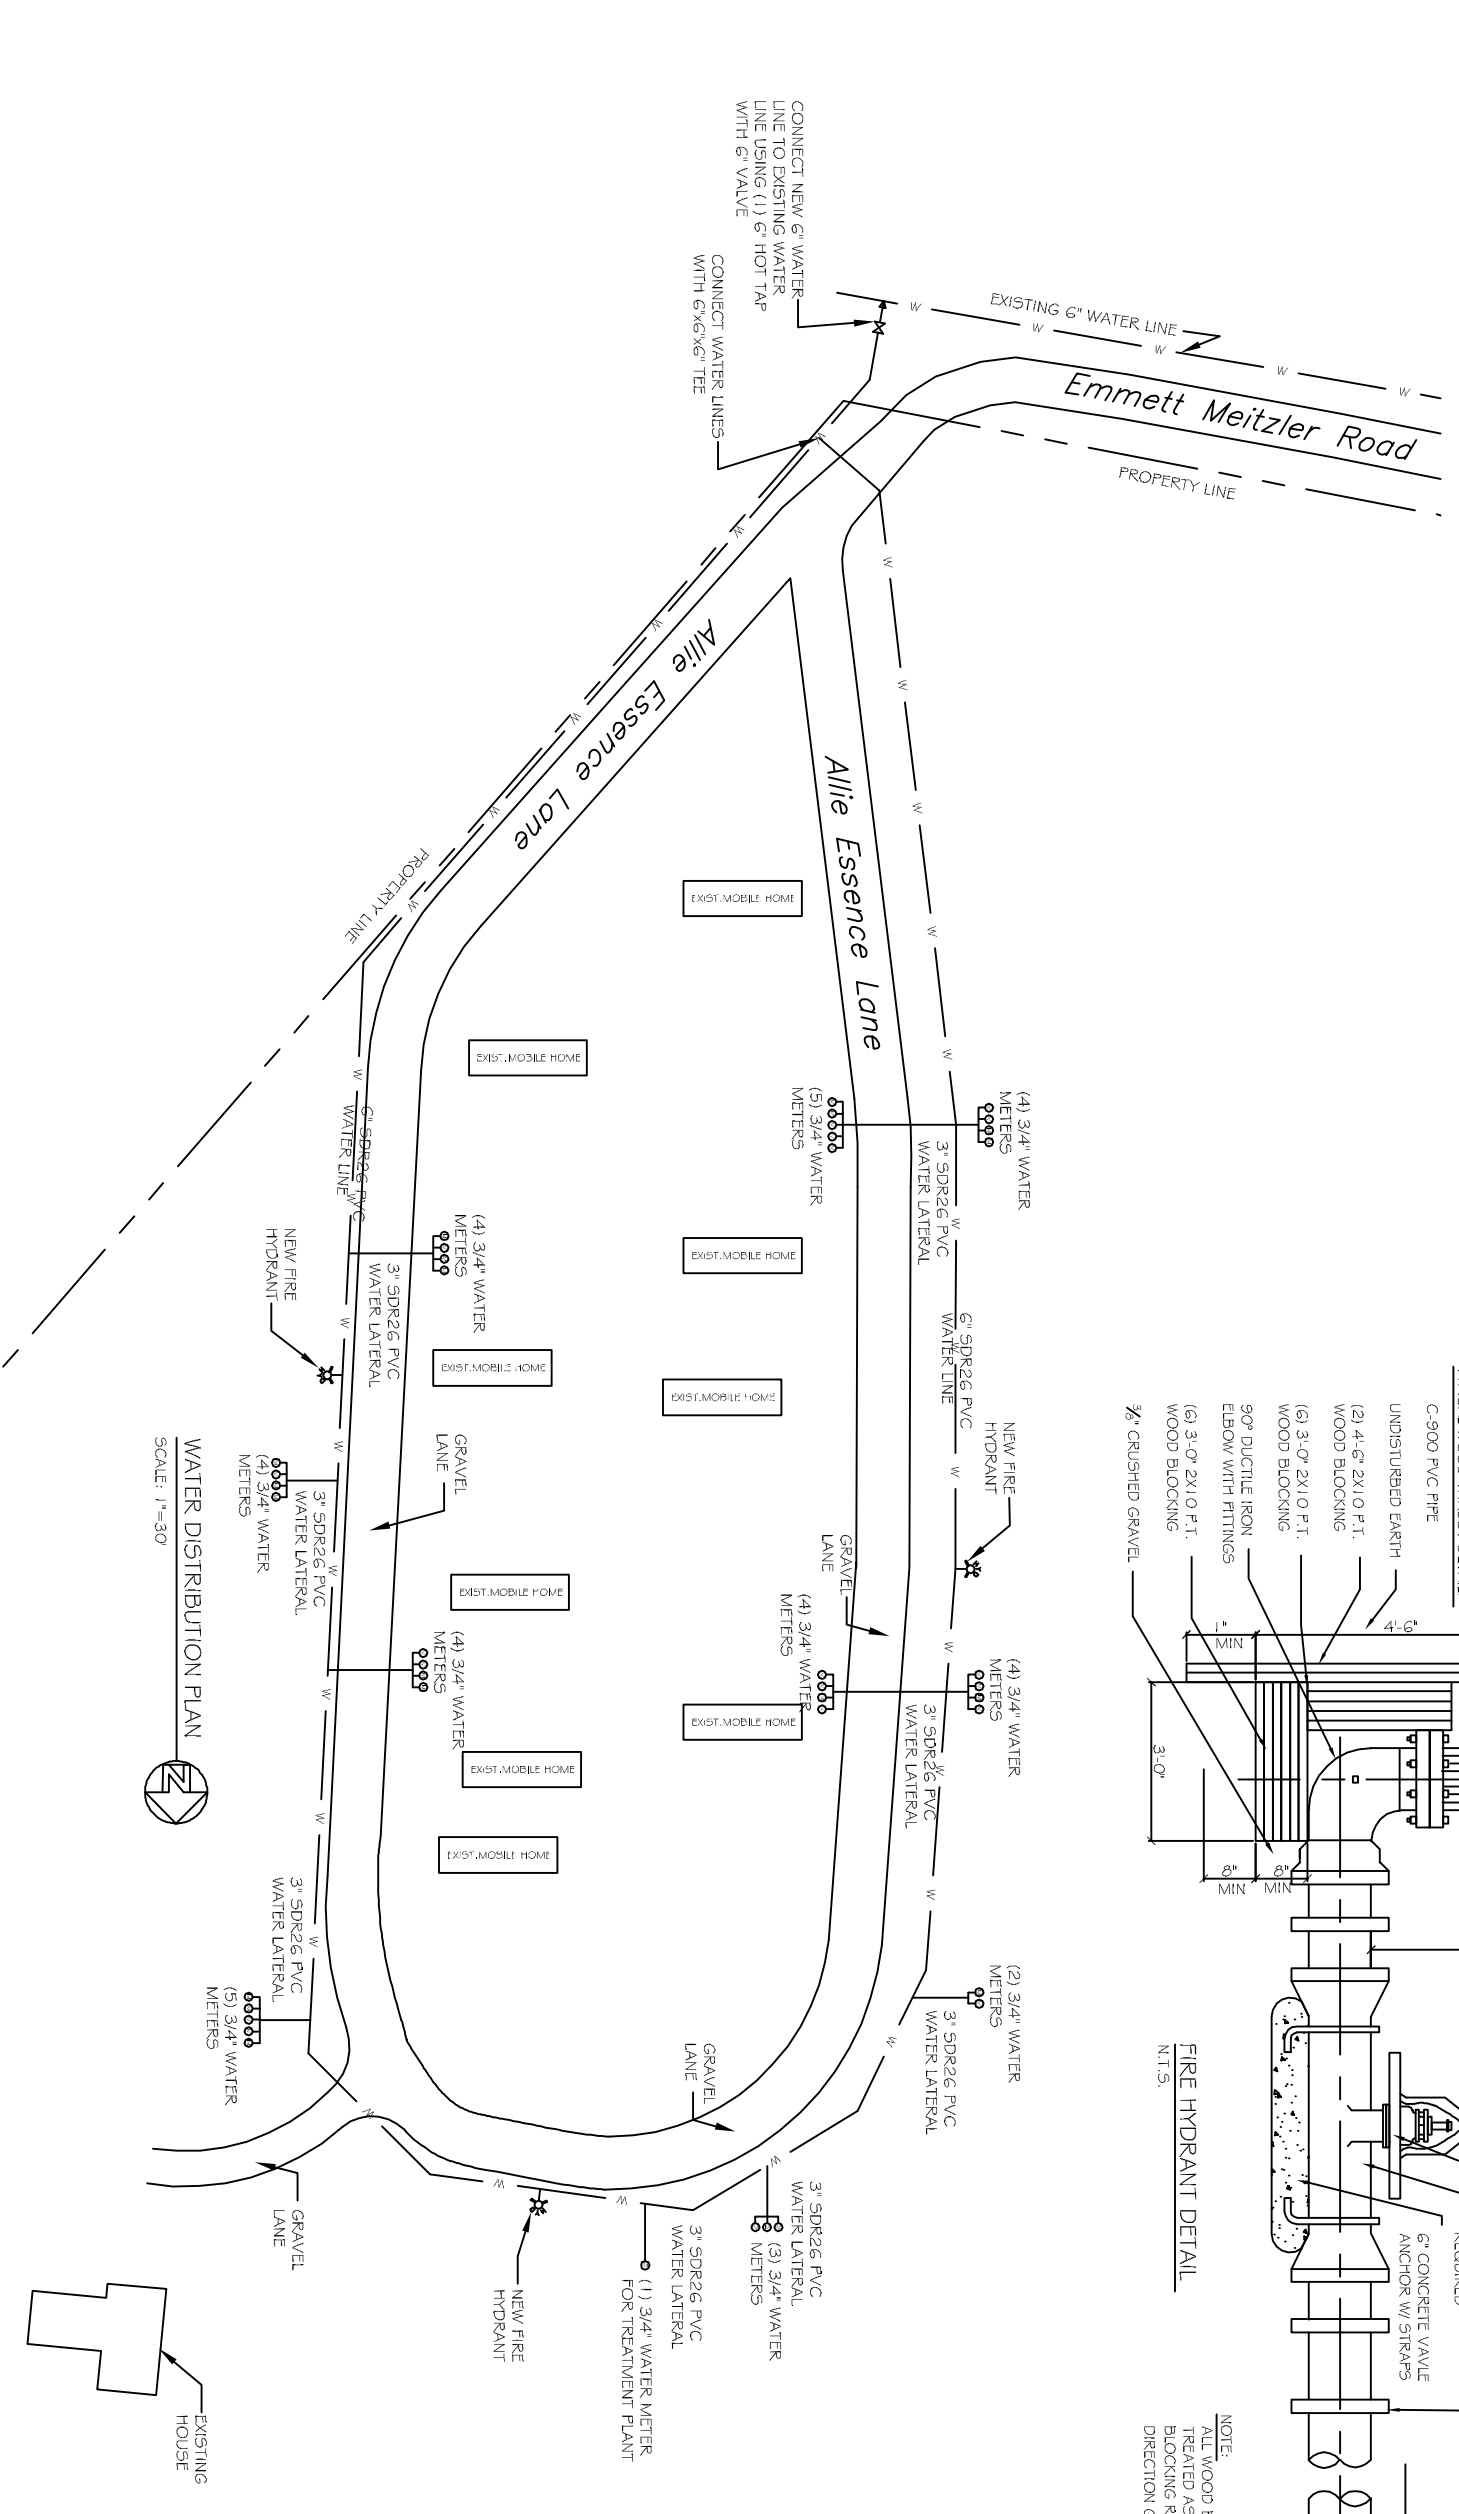 CONNECT NEW 6" WATER
LINE TO EXISTING WATER
LINE USING (1) 6" HOT TAP
WITH 6" VALVE
CONNECT WATER LINES
WITH 6"x6"x6" TEE
EXISTING 6" WATER LINE
Emmett Meitzler Road
PROPERTY LINE
Allie Essence Lane
Allie Essence Lane
PROPERTY LINE
EXIST. MOBILE HOME
EXIST. MOBILE HOME
(4) 3/4" WATER
METERS
(5) 3/4" WATER
METERS
3" SDR26 PVC
WATER LATERAL
6" SDR26 PVC
WATER LINE
(4) 3/4" WATER
METERS
3" SDR26 PVC
WATER LATERAL
NEW FIRE
HYDRANT
EXIST. MOBILE HOME
EXIST. MOBILE HOME
EXIST. MOBILE HOME
6" SDR26 PVC
WATER LINE
NEW FIRE
HYDRANT
GRAVEL
LANE
GRAVEL
LANE
(4) 3/4" WATER
METERS
3" SDR26 PVC
WATER LATERAL
EXIST. MOBILE HOME
(4) 3/4" WATER
METERS
(4) 3/4" WATER
METERS
(4) 3/4" WATER
METERS
3" SDR26 PVC
WATER LATERAL
EXIST. MOBILE HOME
EXIST. MOBILE HOME
EXIST. MOBILE HOME
WATER DISTRIBUTION PLAN
SCALE: 1"=30'
N
3" SDR26 PVC
WATER LATERAL
(5) 3/4" WATER
METERS
(2) 3/4" WATER
METERS
3" SDR26 PVC
WATER LATERAL
GRAVEL
LANE
GRAVEL
LANE
3" SDR26 PVC
WATER LATERAL
(3) 3/4" WATER
METERS
3" SDR26 PVC
WATER LATERAL
(1) 3/4" WATER METER
FOR TREATMENT PLANT
NEW FIRE
HYDRANT
EXISTING
HOUSE
C-900 PVC PIPE
UNDISTURBED EARTH
(2) 4'-6" 2X10 P.T.
WOOD BLOCKING
(6) 3'-0" 2X10 P.T.
WOOD BLOCKING
90° DUCTILE IRON
ELBOW WITH FITTINGS
(6) 3'-0" 2X10 P.T.
WOOD BLOCKING
3/8" CRUSHED GRAVEL
4'-6"
1"
MIN
3'-0"
8"
MIN
8"
MIN
FIRE HYDRANT DETAIL
N.T.S.
6" CONCRETE VAVLE
ANCHOR W/ STRAPS
NOTE:
ALL WOOD
TREATED AS
BLOCKING
DIRECTION